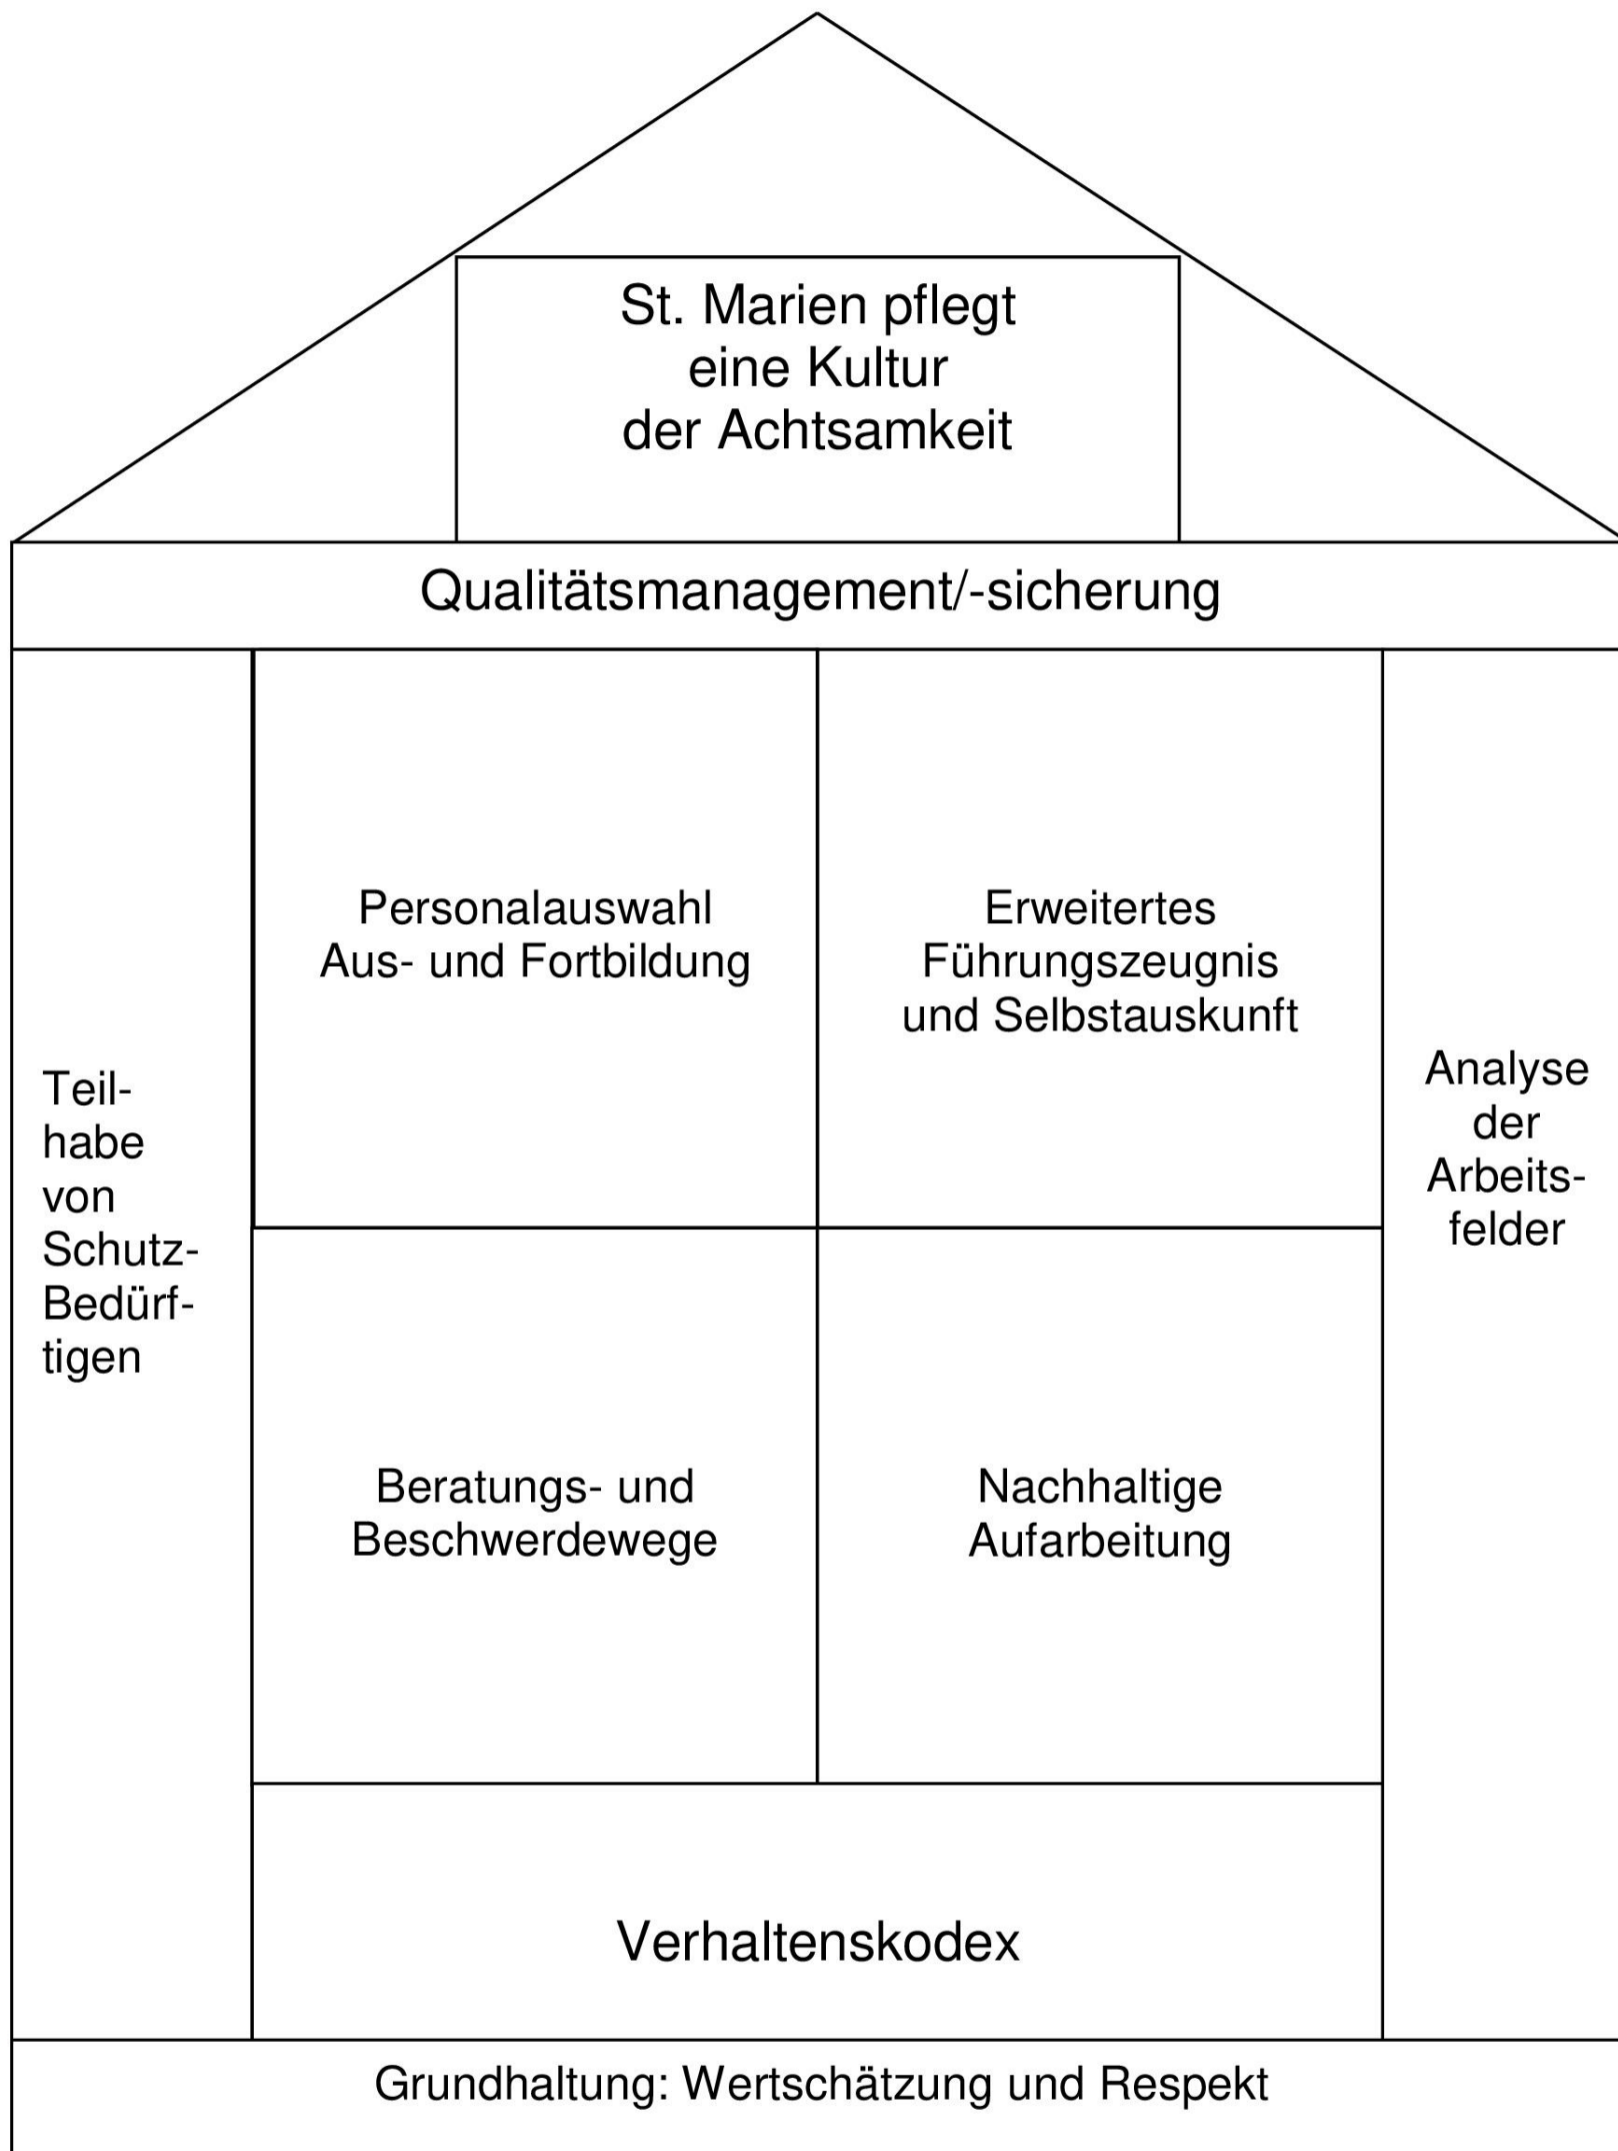 St. Marien pflegt
eine Kultur
der Achtsamkeit
Qualitätsmanagement/-sicherung
Teil-
habe
von
Schutz-
Bedürf-
tigen
Personalauswahl
Aus- und Fortbildung
Erweitertes
Führungszeugnis
und Selbstauskunft
Analyse
der
Arbeits-
felder
Beratungs- und
Beschwerdewege
Nachhaltige
Aufarbeitung
Verhaltenskodex
Grundhaltung: Wertschätzung und Respekt